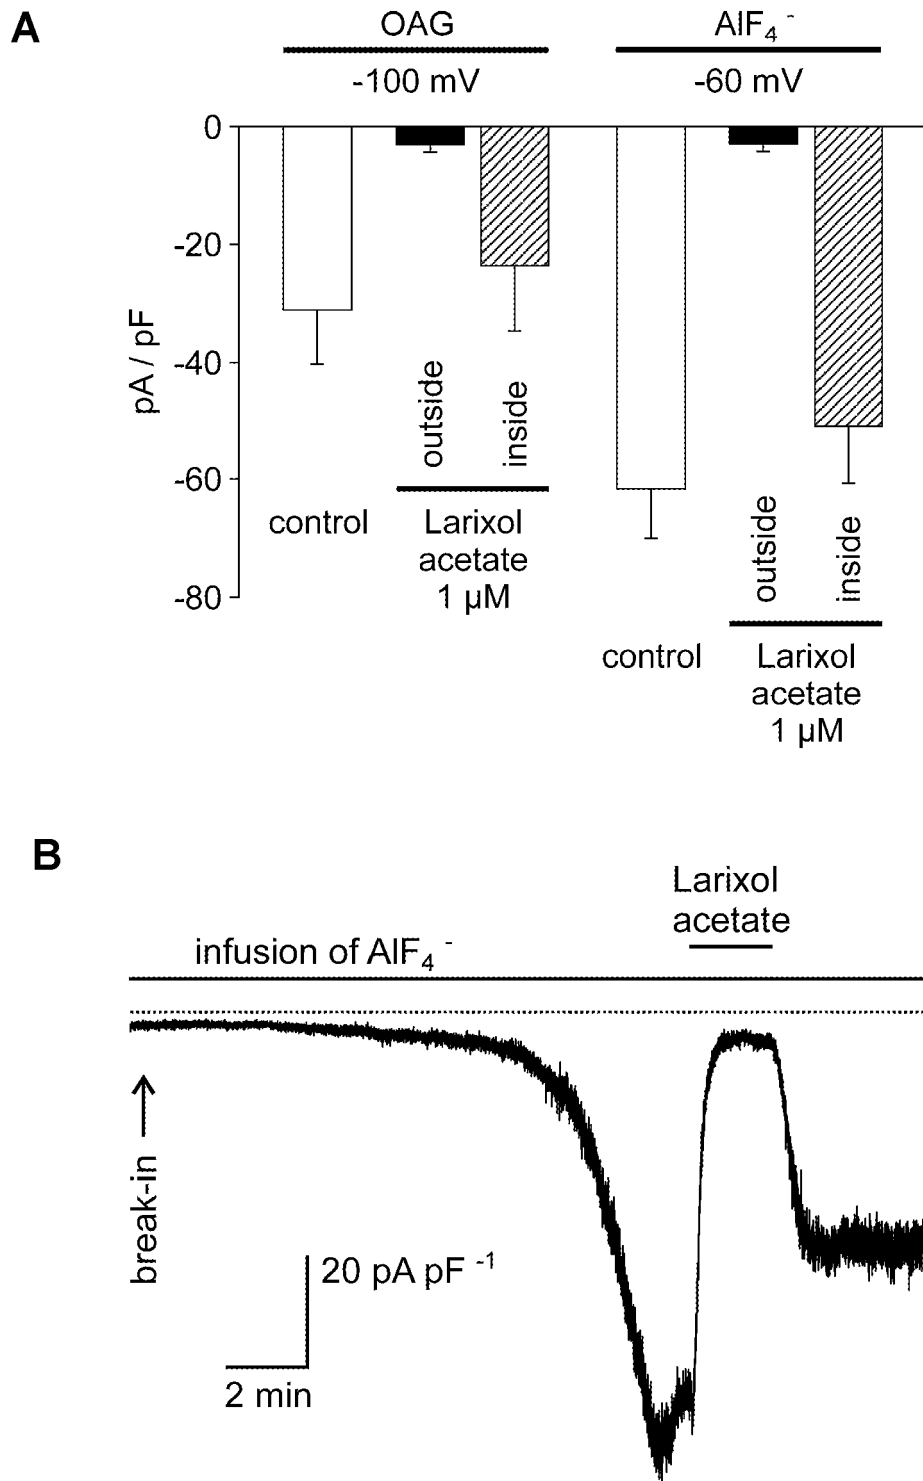 A
OAG
AlF₄⁻
-100 mV
-60 mV
0
-20
-40
-60
-80
pA / pF
control
outside
inside
Larixol
acetate
1 µM
control
outside
inside
Larixol
acetate
1 µM
B
Larixol
acetate
infusion of AlF₄⁻
break-in
20 pA pF⁻¹
2 min